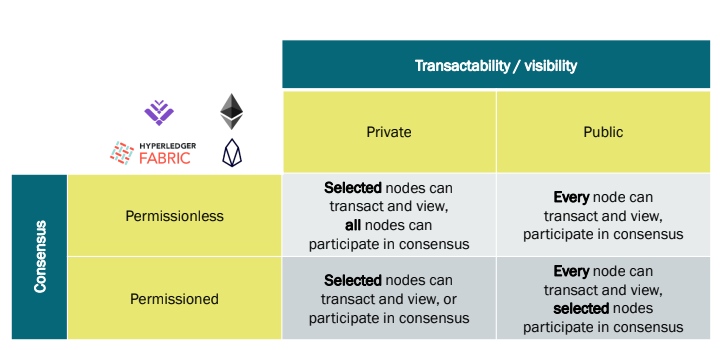 Transactability / visibility
HYPERLEDGER
FABRIC
Private
Public
Consensus
Permissionless
Selected nodes can
transact and view,
all nodes can
participate in consensus
Every node can
transact and view,
participate in consensus
Permissioned
Selected nodes can
transact and view, or
participate in consensus
Every node can
transact and view,
selected nodes
participate in consensus